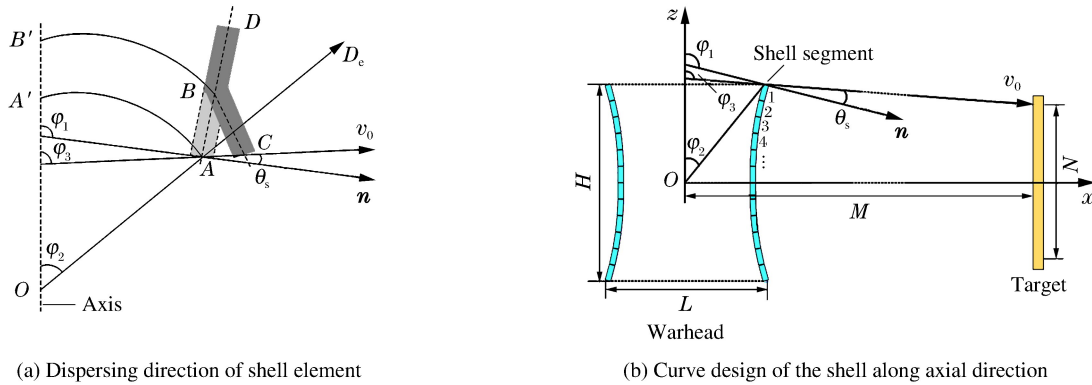 B′
A′
φ₁
φ₃
φ₂
O
Axis
D
Dₑ
B
A
C
v₀
θₛ
n
(a) Dispersing direction of shell element
z
φ₁
φ₃
φ₂
O
Shell segment
1
2
3
4
⋮
θₛ
n
v₀
H
L
M
N
x
Warhead
Target
(b) Curve design of the shell along axial direction